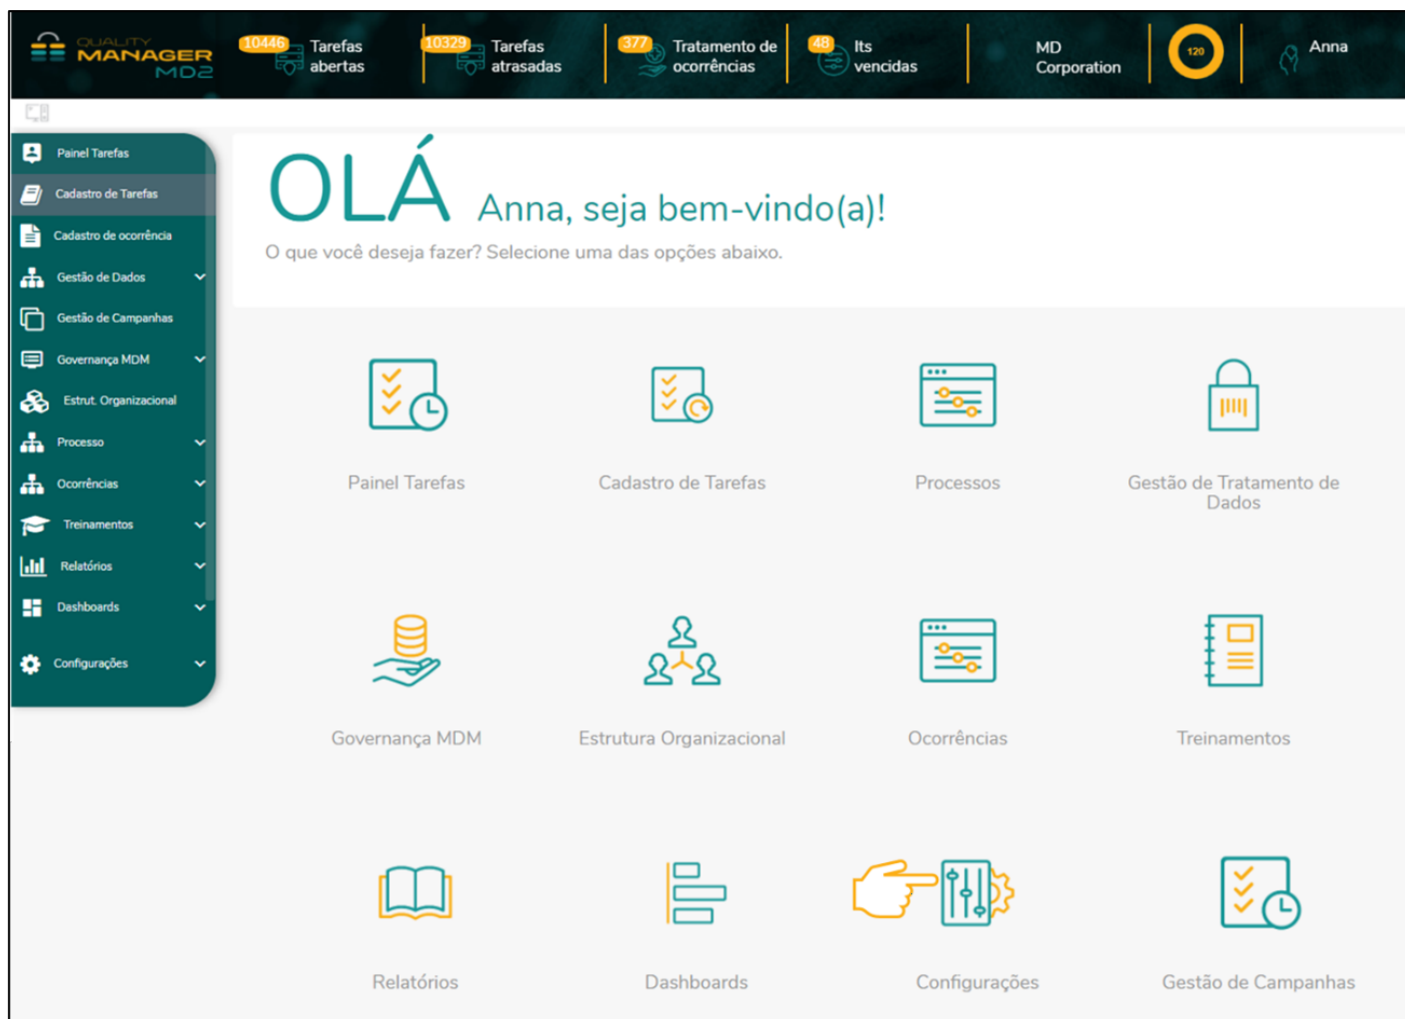 QUALITY
MANAGER
MD2
10446
Tarefas
abertas
10329
Tarefas
atrasadas
377
Tratamento de
ocorrências
48
Its
vencidas
MD
Corporation
120
Anna
Painel Tarefas
Cadastro de Tarefas
Cadastro de ocorrência
Gestão de Dados
Gestão de Campanhas
Governança MDM
Estrut. Organizacional
Processo
Ocorrências
Treinamentos
Relatórios
Dashboards
Configurações
OLÁ Anna, seja bem-vindo(a)!
O que você deseja fazer? Selecione uma das opções abaixo.
Painel Tarefas
Cadastro de Tarefas
Processos
Gestão de Tratamento de
Dados
Governança MDM
Estrutura Organizacional
Ocorrências
Treinamentos
Relatórios
Dashboards
Configurações
Gestão de Campanhas